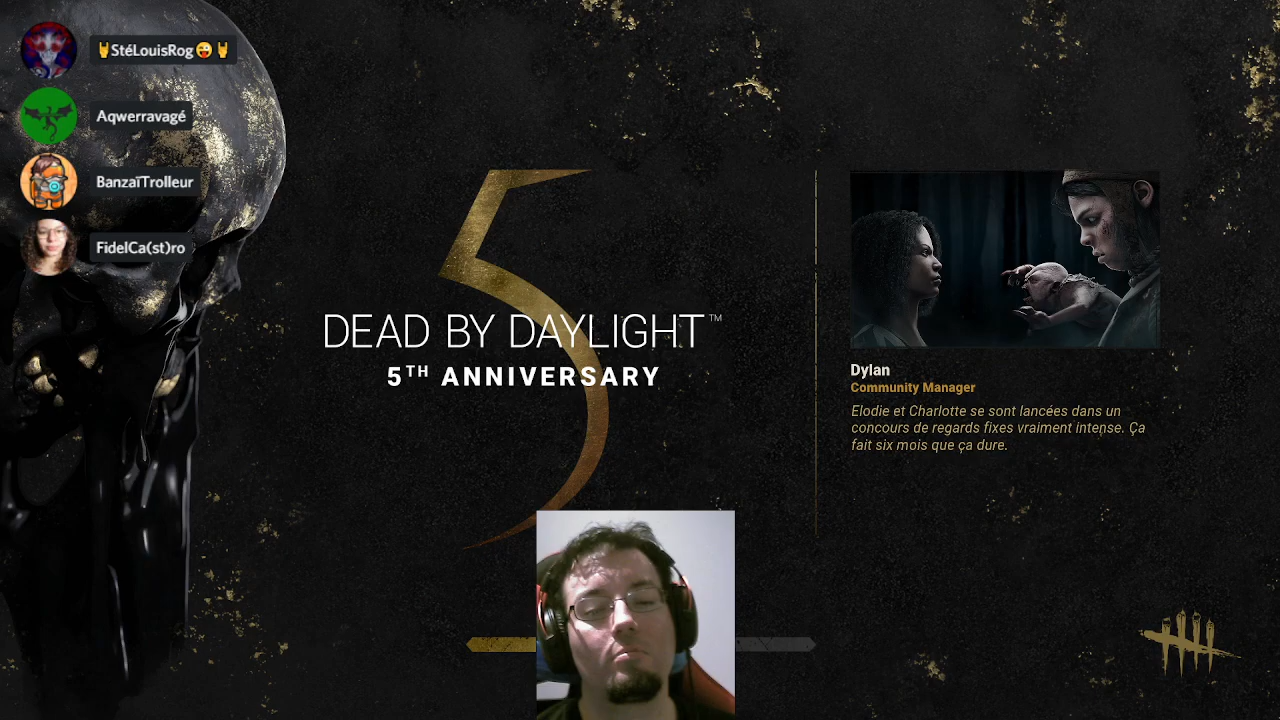 🤘StéLouisRog😜🤘
Aqwerravagé
BanzaïTrolleur
FidelCa(st)ro
DEAD BY DAYLIGHT™
5TH ANNIVERSARY
Dylan
Community Manager
Elodie et Charlotte se sont lancées dans un
concours de regards fixes vraiment intense. Ça
fait six mois que ça dure.